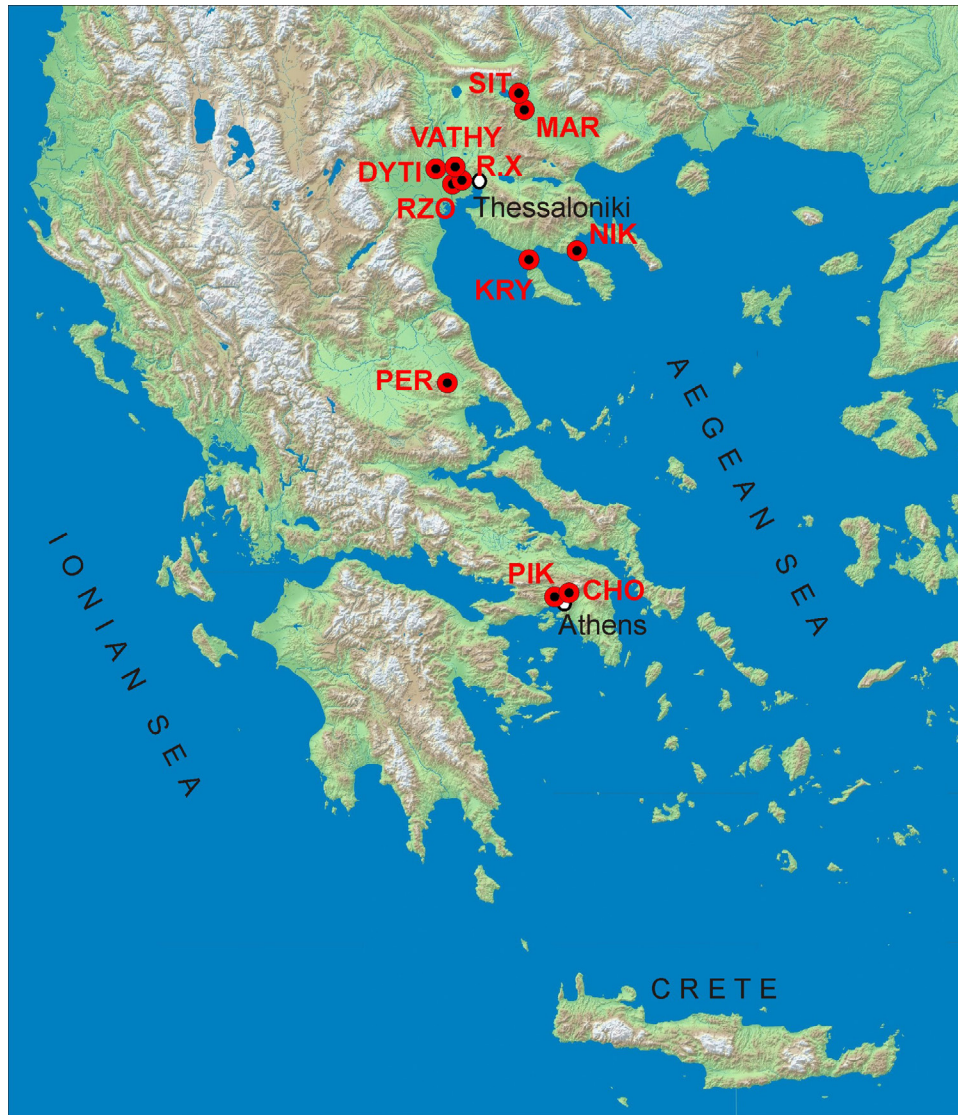 SIT
MAR
VATHY
DYTI
R.X
RZO
Thessaloniki
NIK
KRY
PER
AEGEAN SEA
IONIAN SEA
PIK
CHO
Athens
CRETE